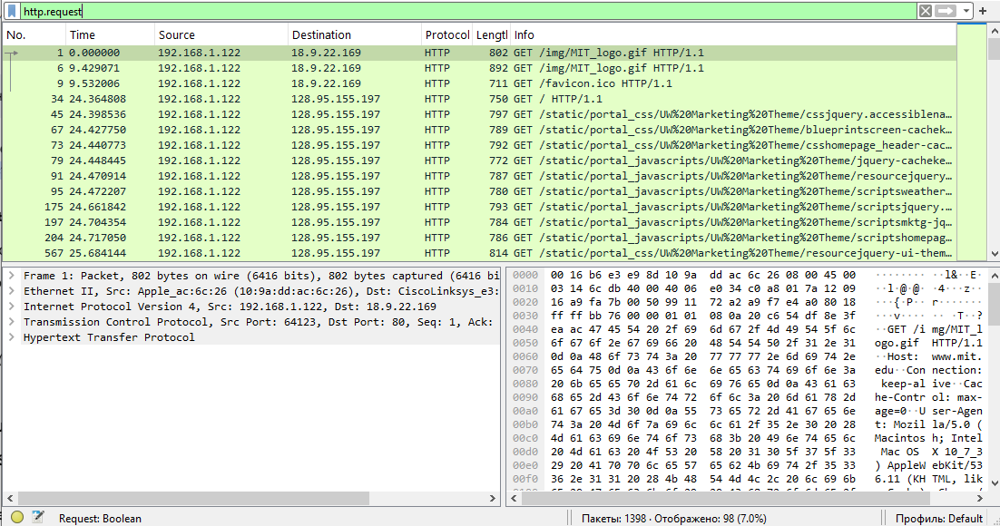 http.request
No. Time Source Destination Protocol Lengtl Info
1 0.000000 192.168.1.122 18.9.22.169 HTTP 802 GET /img/MIT_logo.gif HTTP/1.1
6 9.429071 192.168.1.122 18.9.22.169 HTTP 892 GET /img/MIT_logo.gif HTTP/1.1
9 9.532006 192.168.1.122 18.9.22.169 HTTP 711 GET /favicon.ico HTTP/1.1
34 24.364808 192.168.1.122 128.95.155.197 HTTP 750 GET / HTTP/1.1
45 24.398536 192.168.1.122 128.95.155.197 HTTP 797 GET /static/portal_css/UW%20Marketing%20Theme/cssjquery.accessiblena…
67 24.427750 192.168.1.122 128.95.155.197 HTTP 789 GET /static/portal_css/UW%20Marketing%20Theme/blueprintscreen-cachek…
73 24.440773 192.168.1.122 128.95.155.197 HTTP 792 GET /static/portal_css/UW%20Marketing%20Theme/csshomepage_header-cac…
79 24.448445 192.168.1.122 128.95.155.197 HTTP 772 GET /static/portal_javascripts/UW%20Marketing%20Theme/jquery-cacheke…
91 24.470914 192.168.1.122 128.95.155.197 HTTP 787 GET /static/portal_javascripts/UW%20Marketing%20Theme/resourcejquery…
95 24.472207 192.168.1.122 128.95.155.197 HTTP 780 GET /static/portal_javascripts/UW%20Marketing%20Theme/scriptsweather…
175 24.661842 192.168.1.122 128.95.155.197 HTTP 793 GET /static/portal_javascripts/UW%20Marketing%20Theme/scriptsjquery.…
197 24.704354 192.168.1.122 128.95.155.197 HTTP 784 GET /static/portal_javascripts/UW%20Marketing%20Theme/scriptsmktg-jq…
204 24.717050 192.168.1.122 128.95.155.197 HTTP 786 GET /static/portal_javascripts/UW%20Marketing%20Theme/scriptshomepag…
567 25.684144 192.168.1.122 128.95.155.197 HTTP 814 GET /static/portal_css/UW%20Marketing%20Theme/resourcejquery-ui-them…
Frame 1: Packet, 802 bytes on wire (6416 bits), 802 bytes captured (6416 bi
Ethernet II, Src: Apple_ac:6c:26 (10:9a:dd:ac:6c:26), Dst: CiscoLinksys_e3:
Internet Protocol Version 4, Src: 192.168.1.122, Dst: 18.9.22.169
Transmission Control Protocol, Src Port: 64123, Dst Port: 80, Seq: 1, Ack:
Hypertext Transfer Protocol
0000 00 16 b6 e3 e9 8d 10 9a dd ac 6c 26 08 00 45 00 ········ ··l&··E·
0010 03 14 6c db 40 00 40 06 e0 34 c0 a8 01 7a 12 09 ··l·@·@· ·4···z··
0020 16 a9 fa 7b 00 50 99 11 72 a2 a9 f7 e4 a0 80 18 ···{·P·· r·······
0030 ff ff bb 76 00 00 01 01 08 0a 20 c6 54 df 8e 3f ···v···· ·· ·T··?
0040 ea ac 47 45 54 20 2f 69 6d 67 2f 4d 49 54 5f 6c ··GET /i mg/MIT_l
0050 6f 67 6f 2e 67 69 66 20 48 54 54 50 2f 31 2e 31 ogo.gif HTTP/1.1
0060 0d 0a 48 6f 73 74 3a 20 77 77 77 2e 6d 69 74 2e ··Host: www.mit.
0070 65 64 75 0d 0a 43 6f 6e 6e 65 63 74 69 6f 6e 3a edu··Con nection:
0080 20 6b 65 65 70 2d 61 6c 69 76 65 0d 0a 43 61 63 keep-al ive··Cac
0090 68 65 2d 43 6f 6e 74 72 6f 6c 3a 20 6d 61 78 2d he-Contr ol: max-
00a0 61 67 65 3d 30 0d 0a 55 73 65 72 2d 41 67 65 6e age=0··U ser-Agen
00b0 74 3a 20 4d 6f 7a 69 6c 6c 61 2f 35 2e 30 20 28 t: Mozil la/5.0 (
00c0 4d 61 63 69 6e 74 6f 73 68 3b 20 49 6e 74 65 6c Macintos h; Intel
00d0 20 4d 61 63 20 4f 53 20 58 20 31 30 5f 37 5f 33 Mac OS X 10_7_3
00e0 29 20 41 70 70 6c 65 57 65 62 4b 69 74 2f 35 33 ) AppleW ebKit/53
00f0 36 2e 31 31 20 28 4b 48 54 4d 4c 2c 20 6c 69 6b 6.11 (KH TML, lik
Request: Boolean Пакеты: 1398 · Отображено: 98 (7.0%) Профиль: Default